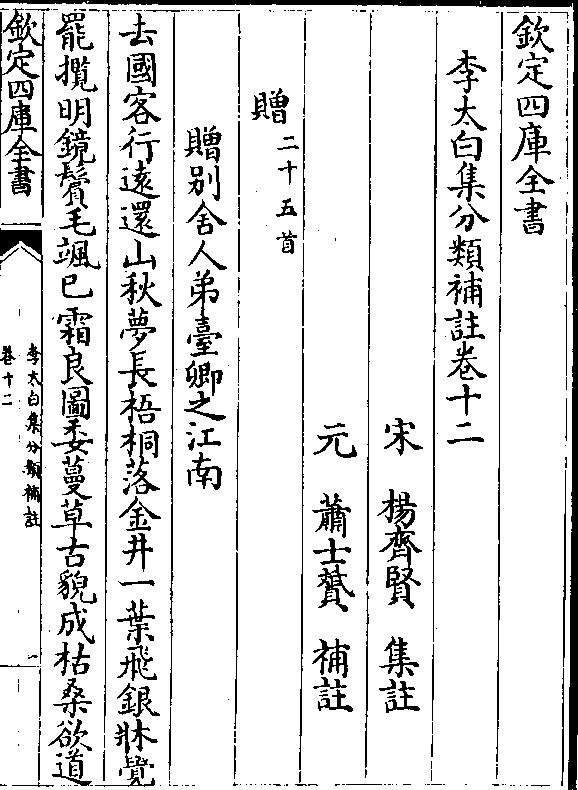 欽定四庫全書
李太白集分類補註卷十二
宋 楊齊賢 集註
元 蕭士贇 補註
贈二十五首
贈别舍人弟臺卿之江南
去國客行逺還山秋夢長梧桐落金井一葉飛銀牀覺
罷攬明鏡鬢毛颯已霜良圖委蔓草古貌成枯桑欲道
欽定四庫全書
李太白集分類補註
卷十二
一